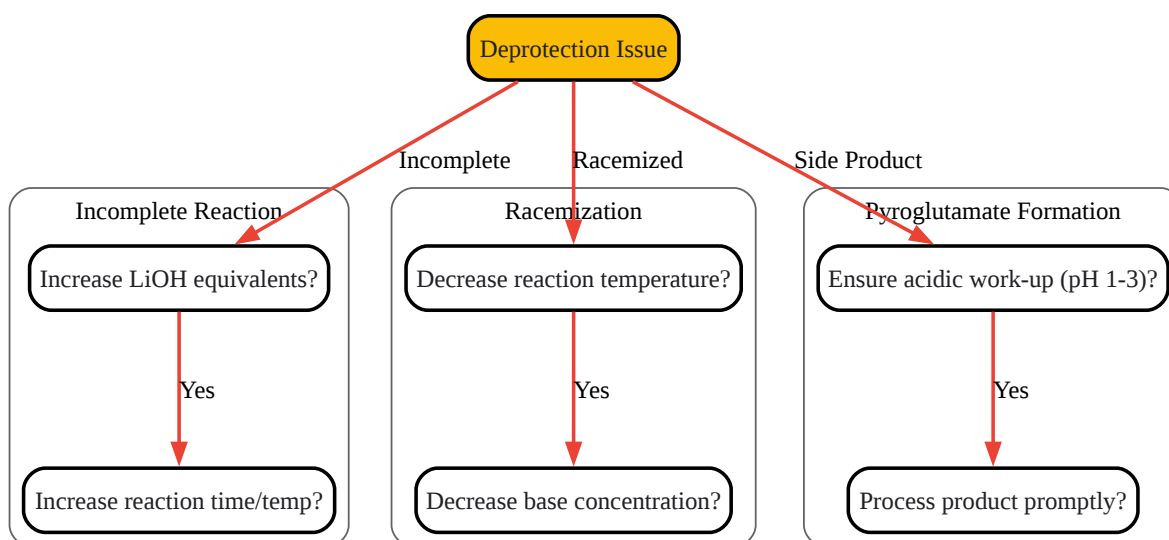 Deprotection Issue
Incomplete
Racemized
Side Product
Incomplete Reaction
Racemization
Pyroglutamate Formation
Increase LiOH equivalents?
Decrease reaction temperature?
Ensure acidic work-up (pH 1-3)?
Yes
Yes
Yes
Increase reaction time/temp?
Decrease base concentration?
Process product promptly?